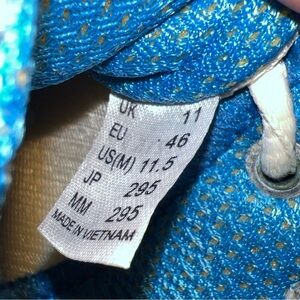 UK 11
EU 46
US(M) 11.5
JP 295
MM 295
MADE IN VIETNAM